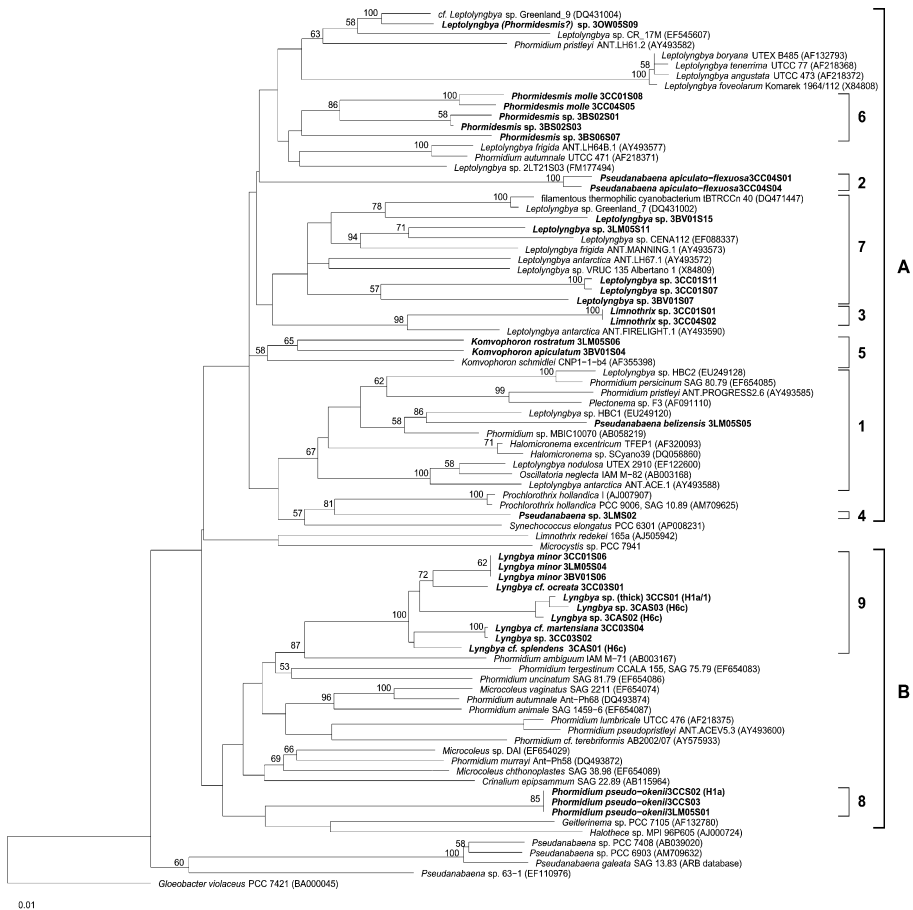 100 cf. Leptolyngbya sp. Greenland_9 (DQ431004)
58 Leptolyngbya (Phormidesmis?) sp. 3OW05S09
Leptolyngbya sp. CR_17M (EF545607)
63 Phormidium pristleyi ANT.LH61.2 (AY493582)
Leptolyngbya boryana UTEX B485 (AF132793)
58 Leptolyngbya tenerrima UTCC 77 (AF218368)
100 Leptolyngbya angustata UTCC 473 (AF218372)
Leptolyngbya foveolarum Komarek 1964/112 (X84808)
100 Phormidesmis molle 3CC01S08
86 Phormidesmis molle 3CC04S05
58 Phormidesmis sp. 3BS02S01
6
Phormidesmis sp. 3BS02S03
Phormidesmis sp. 3BS06S07
100 Leptolyngbya frigida ANT.LH64B.1 (AY493577)
Phormidium autumnale UTCC 471 (AF218371)
Leptolyngbya sp. 2LT21S03 (FM177494)
100 Pseudanabaena apiculato-flexuosa3CC04S01
2
Pseudanabaena apiculato-flexuosa3CC04S04
100 filamentous thermophilic cyanobacterium tBTRCCn 40 (DQ471447)
78 Leptolyngbya sp. Greenland_7 (DQ431002)
Leptolyngbya sp. 3BV01S15
71 Leptolyngbya sp. 3LM05S11
94 Leptolyngbya sp. CENA112 (EF088337)
7
Leptolyngbya frigida ANT.MANNING.1 (AY493573)
Leptolyngbya antarctica ANT.LH67.1 (AY493572)
A
Leptolyngbya sp. VRUC 135 Albertano 1 (X84809)
100 Leptolyngbya sp. 3CC01S11
57 Leptolyngbya sp. 3CC01S07
Leptolyngbya sp. 3BV01S07
100 Limnothrix sp. 3CC01S01
3
98 Limnothrix sp. 3CC04S02
Leptolyngbya antarctica ANT.FIRELIGHT.1 (AY493590)
65 Komvophoron rostratum 3LM05S06
58 Komvophoron apiculatum 3BV01S04
5
Komvophoron schmidlei CNP1-1-b4 (AF355398)
100 Leptolyngbya sp. HBC2 (EU249128)
62 Phormidium persicinum SAG 80.79 (EF654085)
99 Phormidium pristleyi ANT.PROGRESS2.6 (AY493585)
Plectonema sp. F3 (AF091110)
86 Leptolyngbya sp. HBC1 (EU249120)
58 Pseudanabaena belizensis 3LM05S05
1
Phormidium sp. MBIC10070 (AB058219)
71 Halomicronema excentricum TFEP1 (AF320093)
67 Halomicronema sp. SCyano39 (DQ058860)
58 Leptolyngbya nodulosa UTEX 2910 (EF122600)
100 Oscillatoria neglecta IAM M-82 (AB003168)
Leptolyngbya antarctica ANT.ACE.1 (AY493588)
100 Prochlorothrix hollandica I (AJ007907)
81 Prochlorothrix hollandica PCC 9006, SAG 10.89 (AM709625)
57 Pseudanabaena sp. 3LMS02
4
Synechococcus elongatus PCC 6301 (AP008231)
Limnothrix redekei 165a (AJ505942)
Microcystis sp. PCC 7941
62 Lyngbya minor 3CC01S06
Lyngbya minor 3LM05S04
72 Lyngbya minor 3BV01S06
Lyngbya cf. ocreata 3CC03S01
Lyngbya sp. (thick) 3CCS01 (H1a/1)
9
100 Lyngbya sp. 3CAS03 (H6c)
Lyngbya sp. 3CAS02 (H6c)
100 Lyngbya cf. martensiana 3CC03S04
Lyngbya sp. 3CC03S02
87 Lyngbya cf. splendens 3CAS01 (H6c)
Phormidium ambiguum IAM M-71 (AB003167)
53 Phormidium tergestinum CCALA 155, SAG 75.79 (EF654083)
Phormidium uncinatum SAG 81.79 (EF654086)
100 Microcoleus vaginatus SAG 2211 (EF654074)
B
96 Phormidium autumnale Ant-Ph68 (DQ493874)
Phormidium animale SAG 1459-6 (EF654087)
Phormidium lumbricale UTCC 476 (AF218375)
Phormidium pseudopristleyi ANT.ACEV5.3 (AY493600)
Phormidium cf. terebriformis AB2002/07 (AY575933)
66 Microcoleus sp. DAI (EF654029)
69 Phormidium murrayi Ant-Ph58 (DQ493872)
Microcoleus chthonoplastes SAG 38.98 (EF654089)
Crinalium epipsammum SAG 22.89 (AB115964)
Phormidium pseudo-okenii3CCS02 (H1a)
85 Phormidium pseudo-okenii3CCS03
8
Phormidium pseudo-okenii3LM05S01
Geitlerinema sp. PCC 7105 (AF132780)
Halothece sp. MPI 96P605 (AJ000724)
58 Pseudanabaena sp. PCC 7408 (AB039020)
100 Pseudanabaena sp. PCC 6903 (AM709632)
60 Pseudanabaena galeata SAG 13.83 (ARB database)
Pseudanabaena sp. 63-1 (EF110976)
Gloeobacter violaceus PCC 7421 (BA000045)
0.01